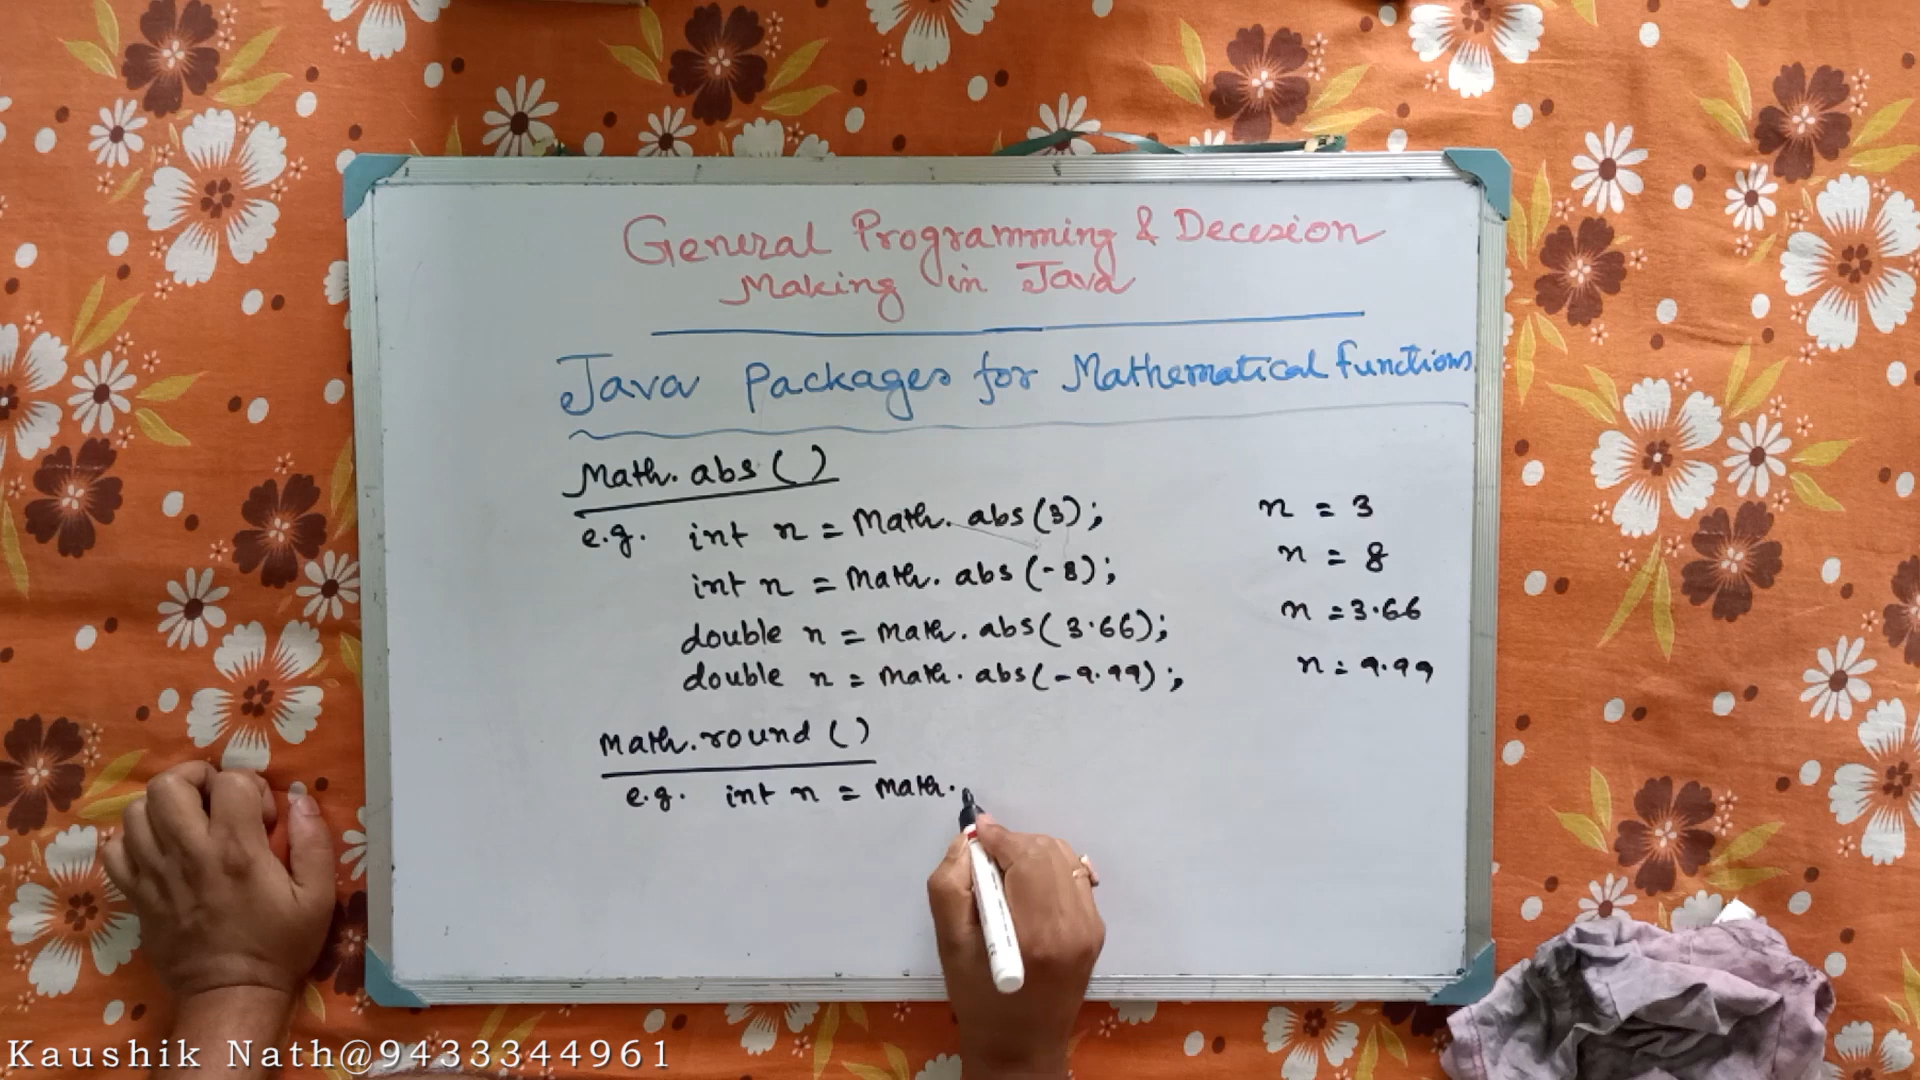 General Programming & Decesion
Making in Java
Java Packages for Mathematical functions.
Math.abs()
e.g. int n = Math.abs(3); n = 3
int n = Math.abs(-8); n = 8
double n = Math.abs(3.66); n = 3.66
double n = Math.abs(-9.99); n = 9.99
Math.round()
e.g. int n = Math.
Kaushik Nath@9433344961